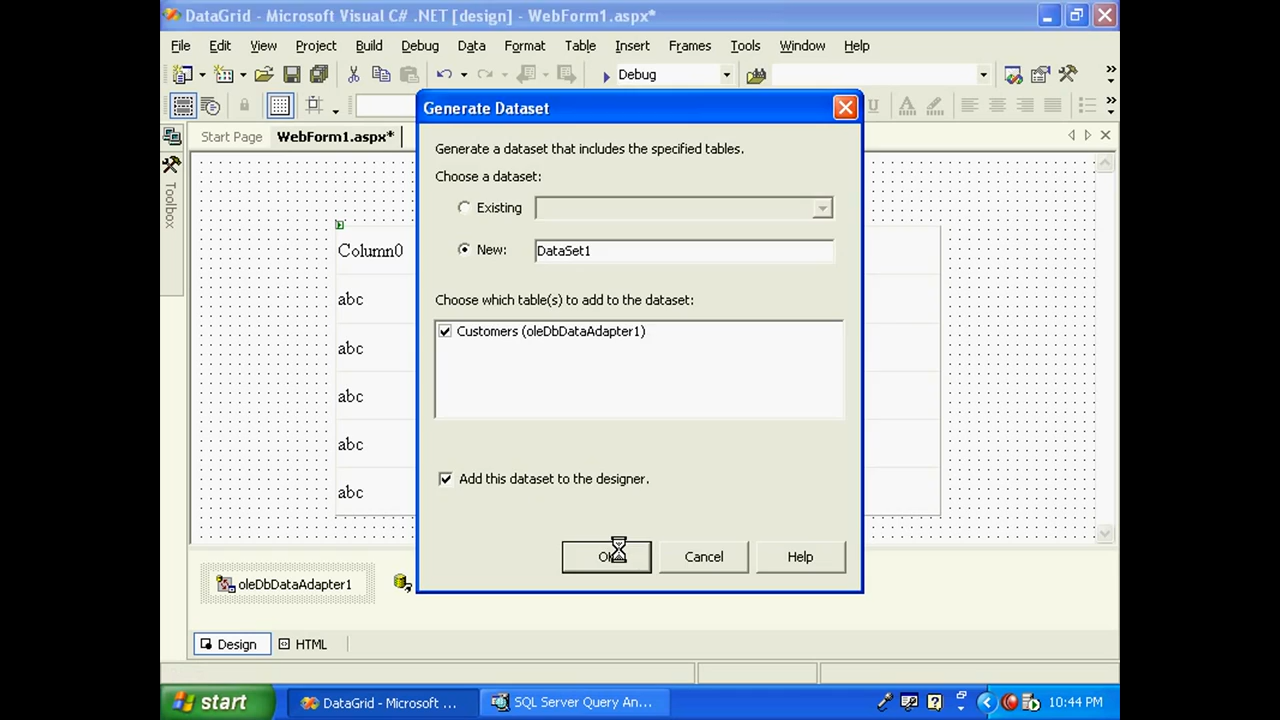 DataGrid - Microsoft Visual C# .NET [design] - WebForm1.aspx*
File Edit View Project Build Debug Data Format Table Insert Frames Tools Window Help
Debug
Start Page WebForm1.aspx*
Toolbox
Generate Dataset
Generate a dataset that includes the specified tables.
Choose a dataset:
Existing
New: DataSet1
Choose which table(s) to add to the dataset:
Customers (oleDbDataAdapter1)
Add this dataset to the designer.
Cancel Help
Column0
abc
abc
abc
abc
abc
oleDbDataAdapter1
Design HTML
start DataGrid - Microsoft ... SQL Server Query An... 10:44 PM